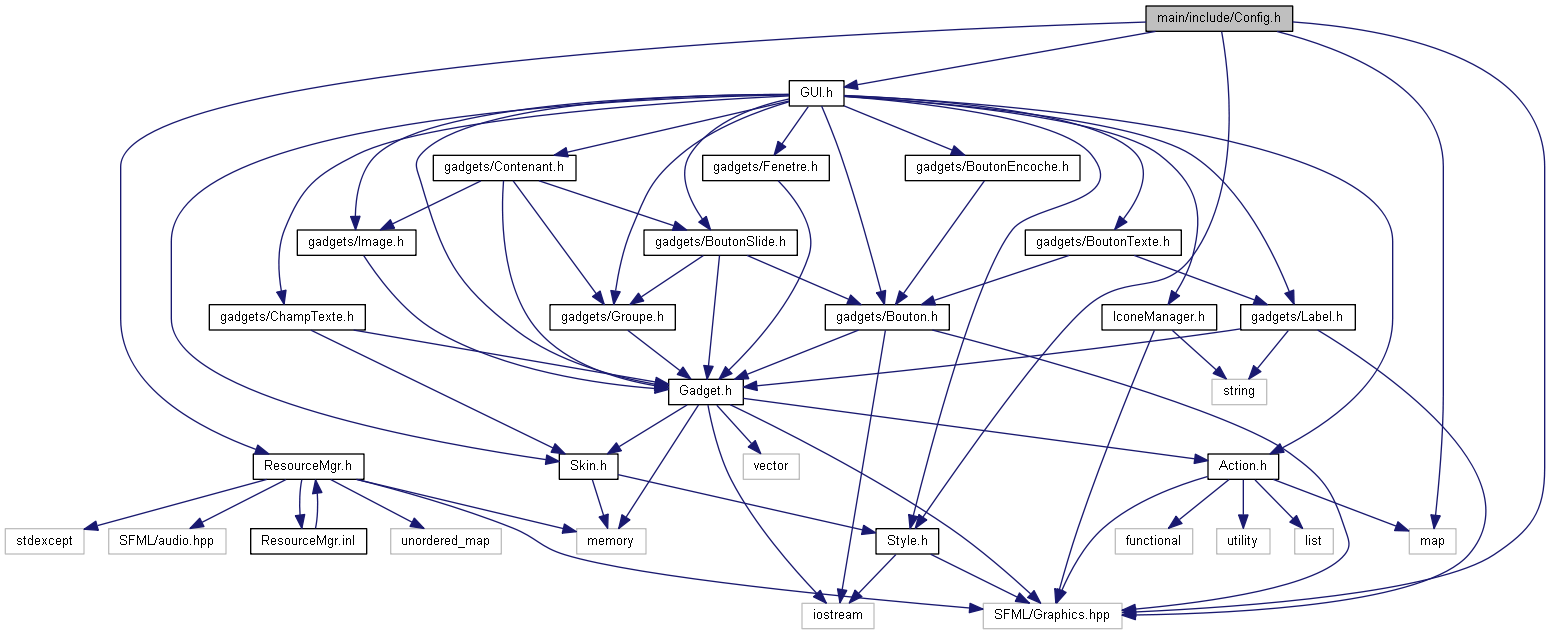 main/include/Config.h
GUI.h
gadgets/Contenant.h
gadgets/Fenetre.h
gadgets/BoutonEncoche.h
gadgets/Image.h
gadgets/BoutonSlide.h
gadgets/BoutonTexte.h
gadgets/ChampTexte.h
gadgets/Groupe.h
gadgets/Bouton.h
IconeManager.h
gadgets/Label.h
Gadget.h
string
ResourceMgr.h
Skin.h
vector
Action.h
stdexcept
SFML/audio.hpp
ResourceMgr.inl
unordered_map
memory
Style.h
functional
utility
list
map
iostream
SFML/Graphics.hpp